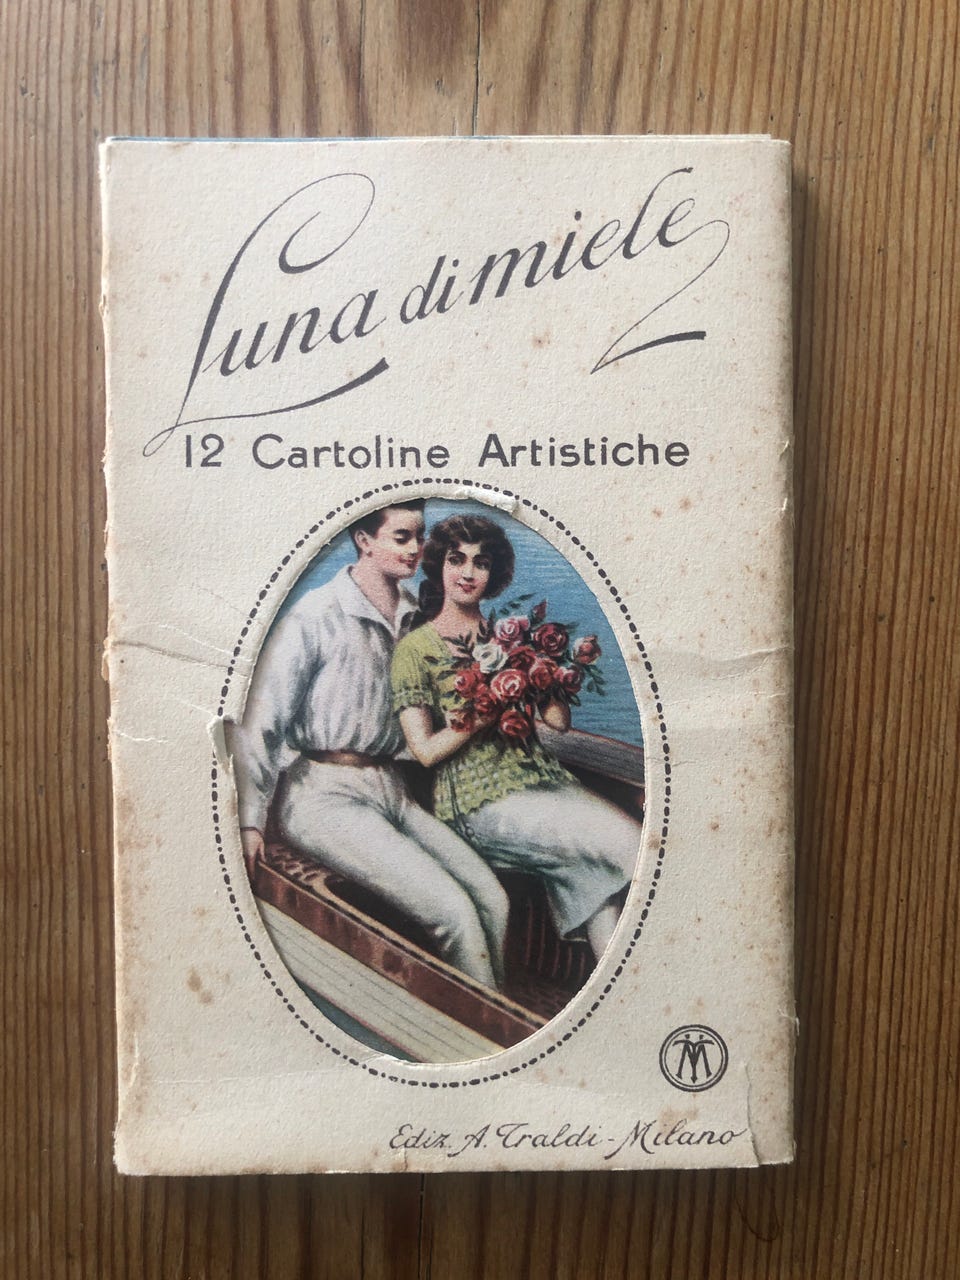 Luna di miele
12 Cartoline Artistiche
Ediz. A. Traldi - Milano